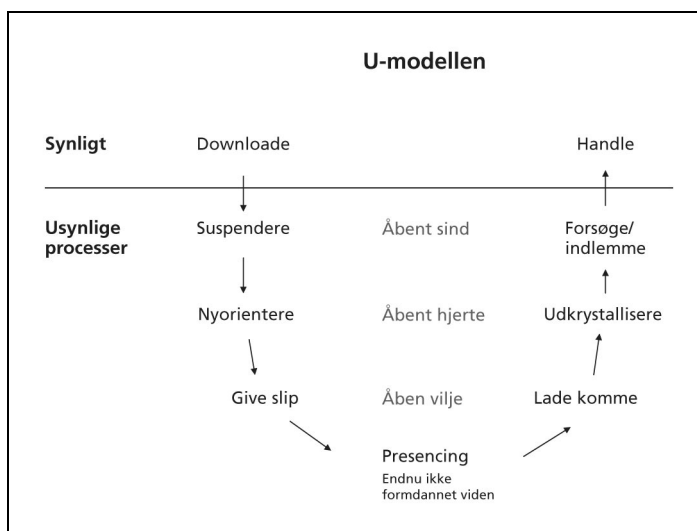 U-modellen
Synligt Downloade Handle
Usynlige processer Suspendere Åbent sind Forsøge/
indlemme
Nyorientere Åbent hjerte Udkrystallisere
Give slip Åben vilje Lade komme
Presencing
Endnu ikke
formdannet viden